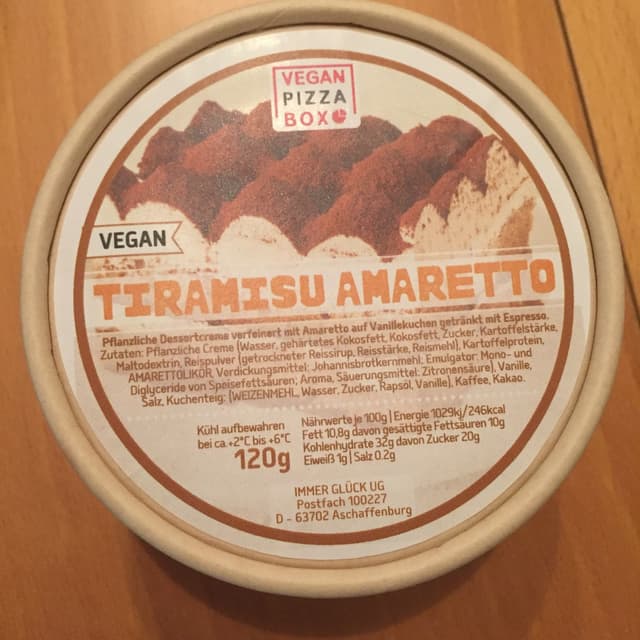 VEGAN
PIZZA
BOX
VEGAN
TIRAMISU AMARETTO
Pflanzliche Dessertcreme verfeinert mit Amaretto auf Vanillekuchen getränkt mit Espresso.
Zutaten: Pflanzliche Creme (Wasser, gehärtetes Kokosfett, Kokosfett, Zucker, Kartoffelstärke,
Maltodextrin, Reispulver (getrockneter Reissirup, Reisstärke, Reismehl), Kartoffelprotein,
AMARETTOLIKÖR, Verdickungsmittel: Johannisbrotkernmehl; Emulgator: Mono- und
Diglyceride von Speisefettsäuren; Aroma, Säuerungsmittel: Zitronensäure), Vanille,
Salz, Kuchenteig: (WEIZENMEHL, Wasser, Zucker, Rapsöl, Vanille), Kaffee, Kakao.
Kühl aufbewahren
bei ca.+2°C bis +6°C
120g
Nährwerte je 100g | Energie 1029kj/246kcal
Fett 10,8g davon gesättigte Fettsäuren 10g
Kohlenhydrate 32g davon Zucker 20g
Eiweiß 1g | Salz 0.2g
IMMER GLÜCK UG
Postfach 100227
D - 63702 Aschaffenburg